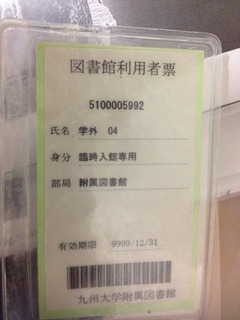 図書館利用者票
5100005992
氏名 学外 04
身分 臨時入館専用
部局 附属図書館
有効期限 9999/12/31
九州大学附属図書館